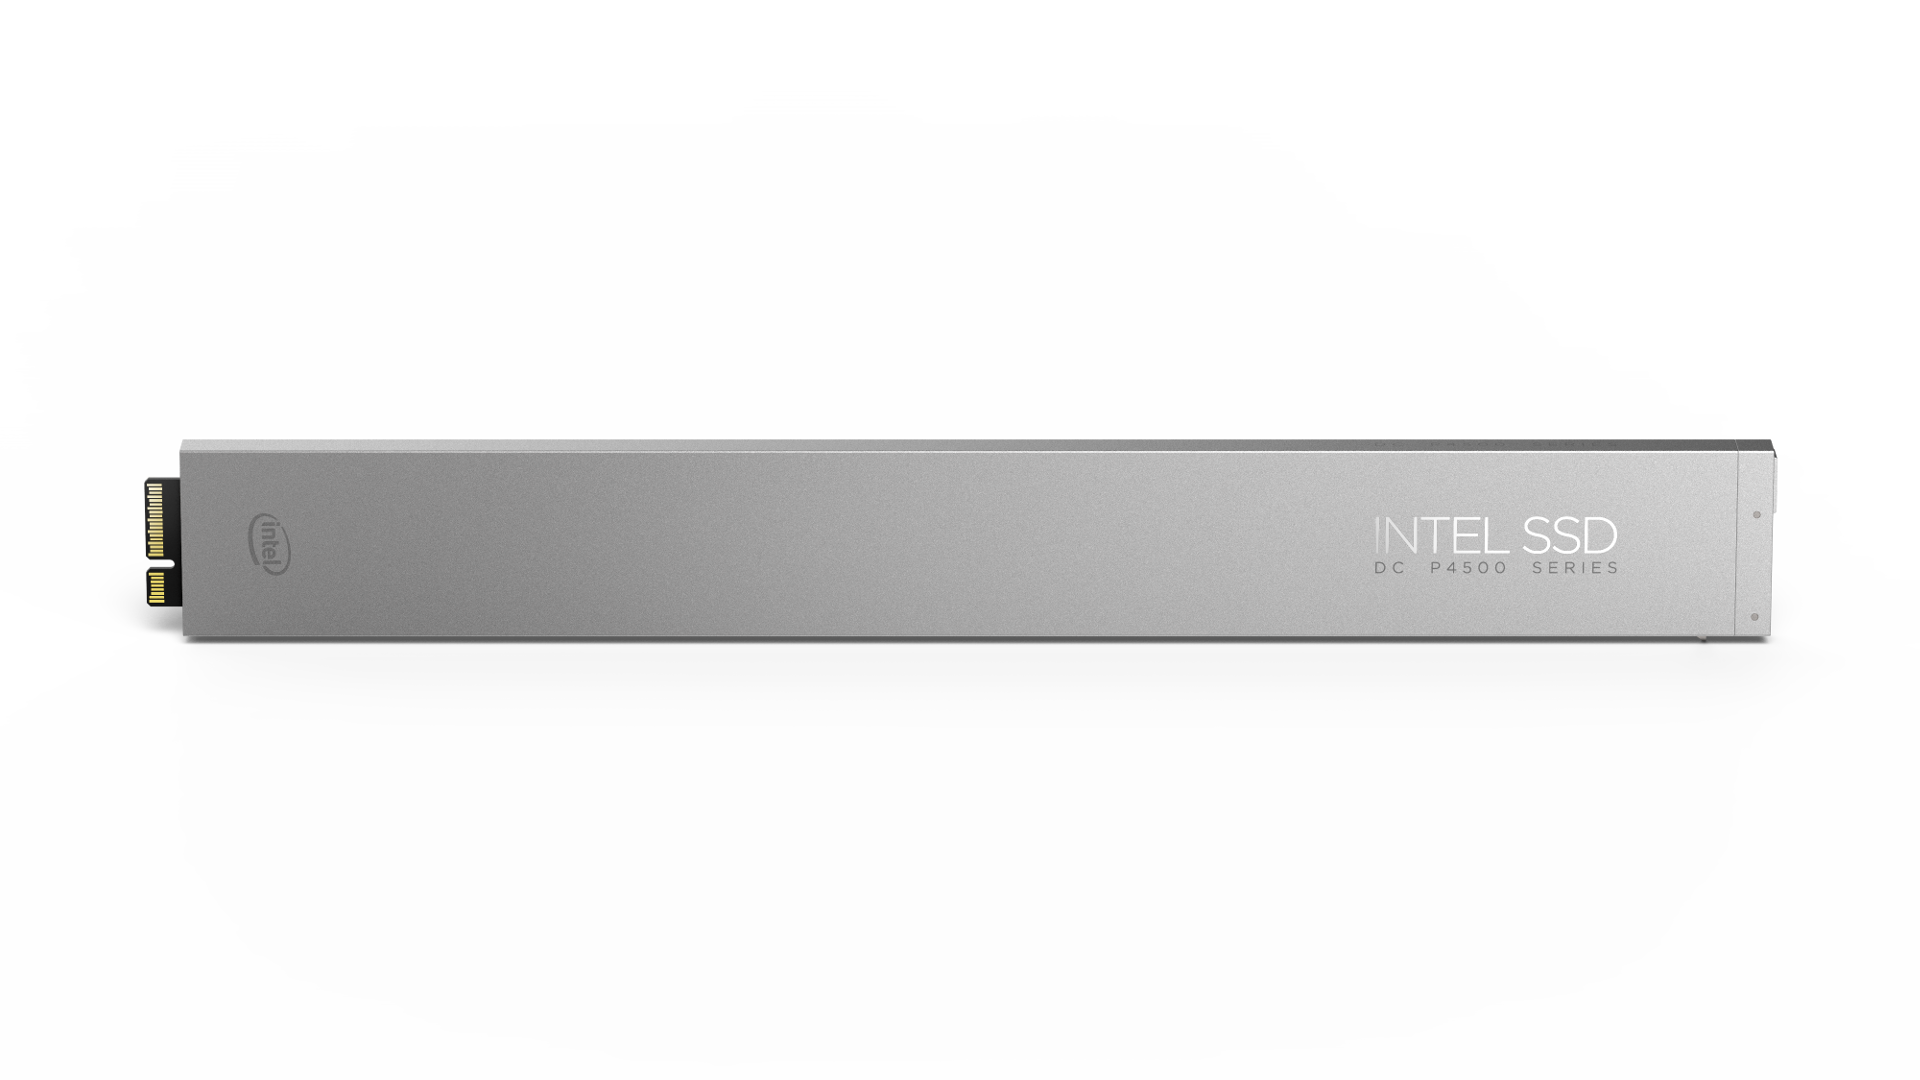 intel
INTEL SSD
DC P4500 SERIES